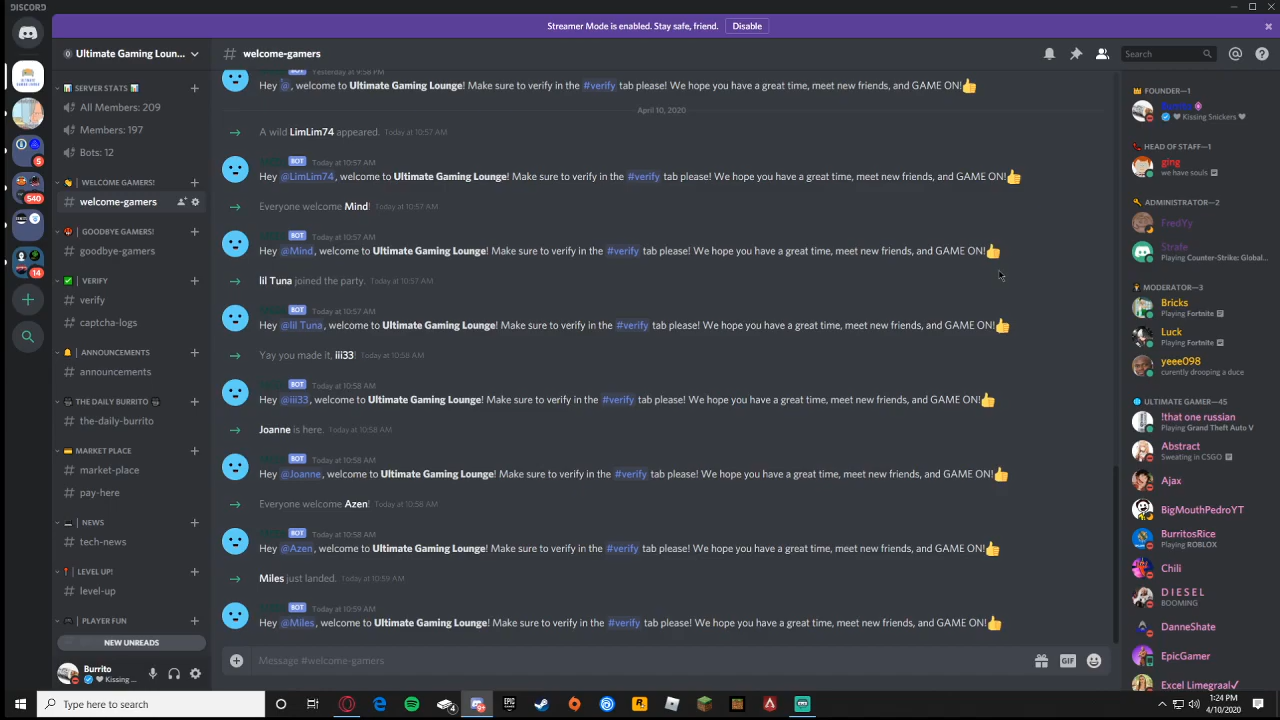 DISCORD
Streamer Mode is enabled. Stay safe, friend. Disable
Ultimate Gaming Loun...
# welcome-gamers
Search
SERVER STATS
All Members: 209
Members: 197
Bots: 12
WELCOME GAMERS!
# welcome-gamers
GOODBYE GAMERS!
# goodbye-gamers
VERIFY
# verify
# captcha-logs
ANNOUNCEMENTS
# announcements
THE DAILY BURRITO
# the-daily-burrito
MARKET PLACE
# market-place
# pay-here
NEWS
# tech-news
LEVEL UP!
# level-up
PLAYER FUN
NEW UNREADS
Burrito
Kissing ...
5
540
14
BOT Yesterday at 9:58 PM
Hey @, welcome to Ultimate Gaming Lounge! Make sure to verify in the #verify tab please! We hope you have a great time, meet new friends, and GAME ON!👍
April 10, 2020
A wild LimLim74 appeared. Today at 10:57 AM
BOT Today at 10:57 AM
Hey @LimLim74, welcome to Ultimate Gaming Lounge! Make sure to verify in the #verify tab please! We hope you have a great time, meet new friends, and GAME ON!👍
Everyone welcome Mind! Today at 10:57 AM
BOT Today at 10:57 AM
Hey @Mind, welcome to Ultimate Gaming Lounge! Make sure to verify in the #verify tab please! We hope you have a great time, meet new friends, and GAME ON!👍
lil Tuna joined the party. Today at 10:57 AM
BOT Today at 10:57 AM
Hey @lil Tuna, welcome to Ultimate Gaming Lounge! Make sure to verify in the #verify tab please! We hope you have a great time, meet new friends, and GAME ON!👍
Yay you made it, iii33! Today at 10:58 AM
BOT Today at 10:58 AM
Hey @iii33, welcome to Ultimate Gaming Lounge! Make sure to verify in the #verify tab please! We hope you have a great time, meet new friends, and GAME ON!👍
Joanne is here. Today at 10:58 AM
BOT Today at 10:58 AM
Hey @Joanne, welcome to Ultimate Gaming Lounge! Make sure to verify in the #verify tab please! We hope you have a great time, meet new friends, and GAME ON!👍
Everyone welcome Azen! Today at 10:58 AM
BOT Today at 10:58 AM
Hey @Azen, welcome to Ultimate Gaming Lounge! Make sure to verify in the #verify tab please! We hope you have a great time, meet new friends, and GAME ON!👍
Miles just landed. Today at 10:59 AM
BOT Today at 10:59 AM
Hey @Miles, welcome to Ultimate Gaming Lounge! Make sure to verify in the #verify tab please! We hope you have a great time, meet new friends, and GAME ON!👍
Message #welcome-gamers
GIF
FOUNDER—1
Burrito
Kissing Snickers
HEAD OF STAFF—1
ging
we have souls
ADMINISTRATOR—2
FredYy
Strafe
Playing Counter-Strike: Global...
MODERATOR—3
Bricks
Playing Fortnite
Luck
Playing Fortnite
yeee098
curently drooping a duce
ULTIMATE GAMER—45
!that one russian
Playing Grand Theft Auto V
Abstract
Sweating in CSGO
Ajax
BigMouthPedroYT
BurritosRice
Playing ROBLOX
Chili
D I E S E L
BOOMING
DanneShate
EpicGamer
Excel Limegraal✓
Type here to search
1:24 PM
4/10/2020